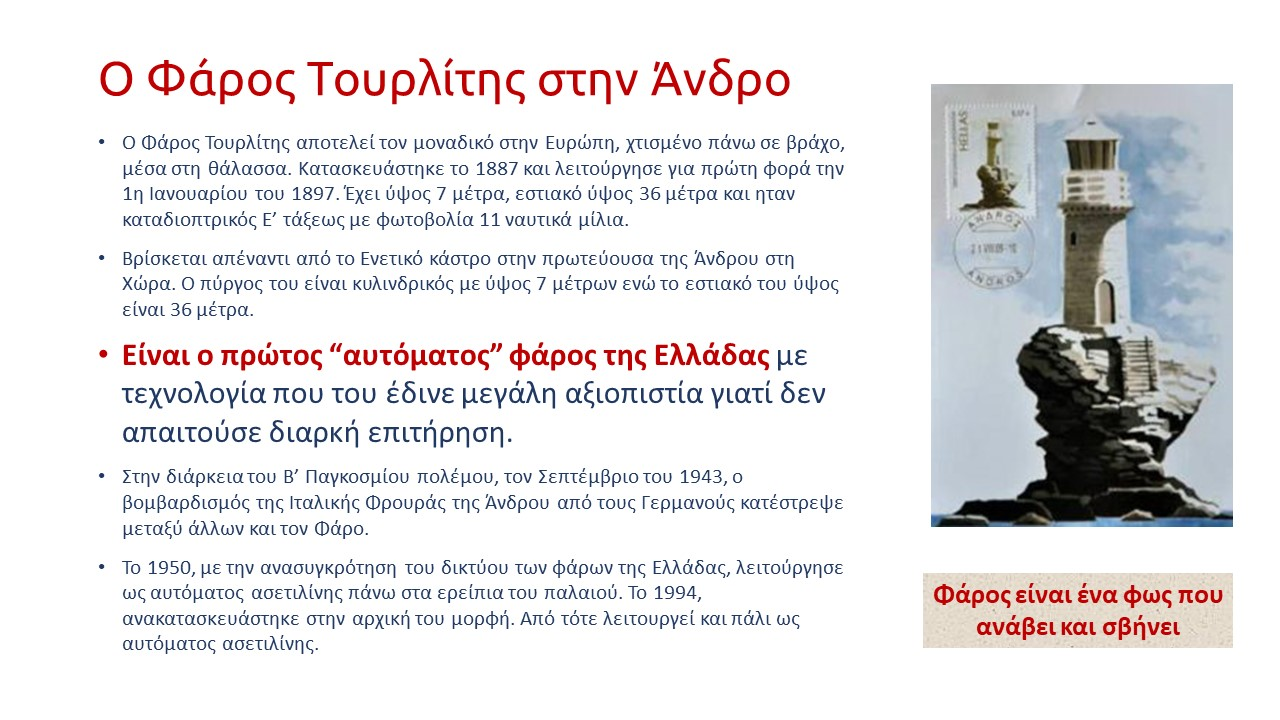 Ο Φάρος Τουρλίτης στην Άνδρο
• Ο Φάρος Τουρλίτης αποτελεί τον μοναδικό στην Ευρώπη, χτισμένο πάνω σε βράχο,
μέσα στη θάλασσα. Κατασκευάστηκε το 1887 και λειτούργησε για πρώτη φορά την
1η Ιανουαρίου του 1897. Έχει ύψος 7 μέτρα, εστιακό ύψος 36 μέτρα και ηταν
καταδιοπτρικός Ε’ τάξεως με φωτοβολία 11 ναυτικά μίλια.
• Βρίσκεται απέναντι από το Ενετικό κάστρο στην πρωτεύουσα της Άνδρου στη
Χώρα. Ο πύργος του είναι κυλινδρικός με ύψος 7 μέτρων ενώ το εστιακό του ύψος
είναι 36 μέτρα.
• Είναι ο πρώτος “αυτόματος” φάρος της Ελλάδας με
τεχνολογία που του έδινε μεγάλη αξιοπιστία γιατί δεν
απαιτούσε διαρκή επιτήρηση.
• Στην διάρκεια του Β’ Παγκοσμίου πολέμου, τον Σεπτέμβριο του 1943, ο
βομβαρδισμός της Ιταλικής Φρουράς της Άνδρου από τους Γερμανούς κατέστρεψε
μεταξύ άλλων και τον Φάρο.
• Το 1950, με την ανασυγκρότηση του δικτύου των φάρων της Ελλάδας, λειτούργησε
ως αυτόματος ασετιλίνης πάνω στα ερείπια του παλαιού. Το 1994,
ανακατασκευάστηκε στην αρχική του μορφή. Από τότε λειτουργεί και πάλι ως
αυτόματος ασετιλίνης.
HELLAS
ΑΝΔΡΟΣ
ANDROS
Φάρος είναι ένα φως που
ανάβει και σβήνει